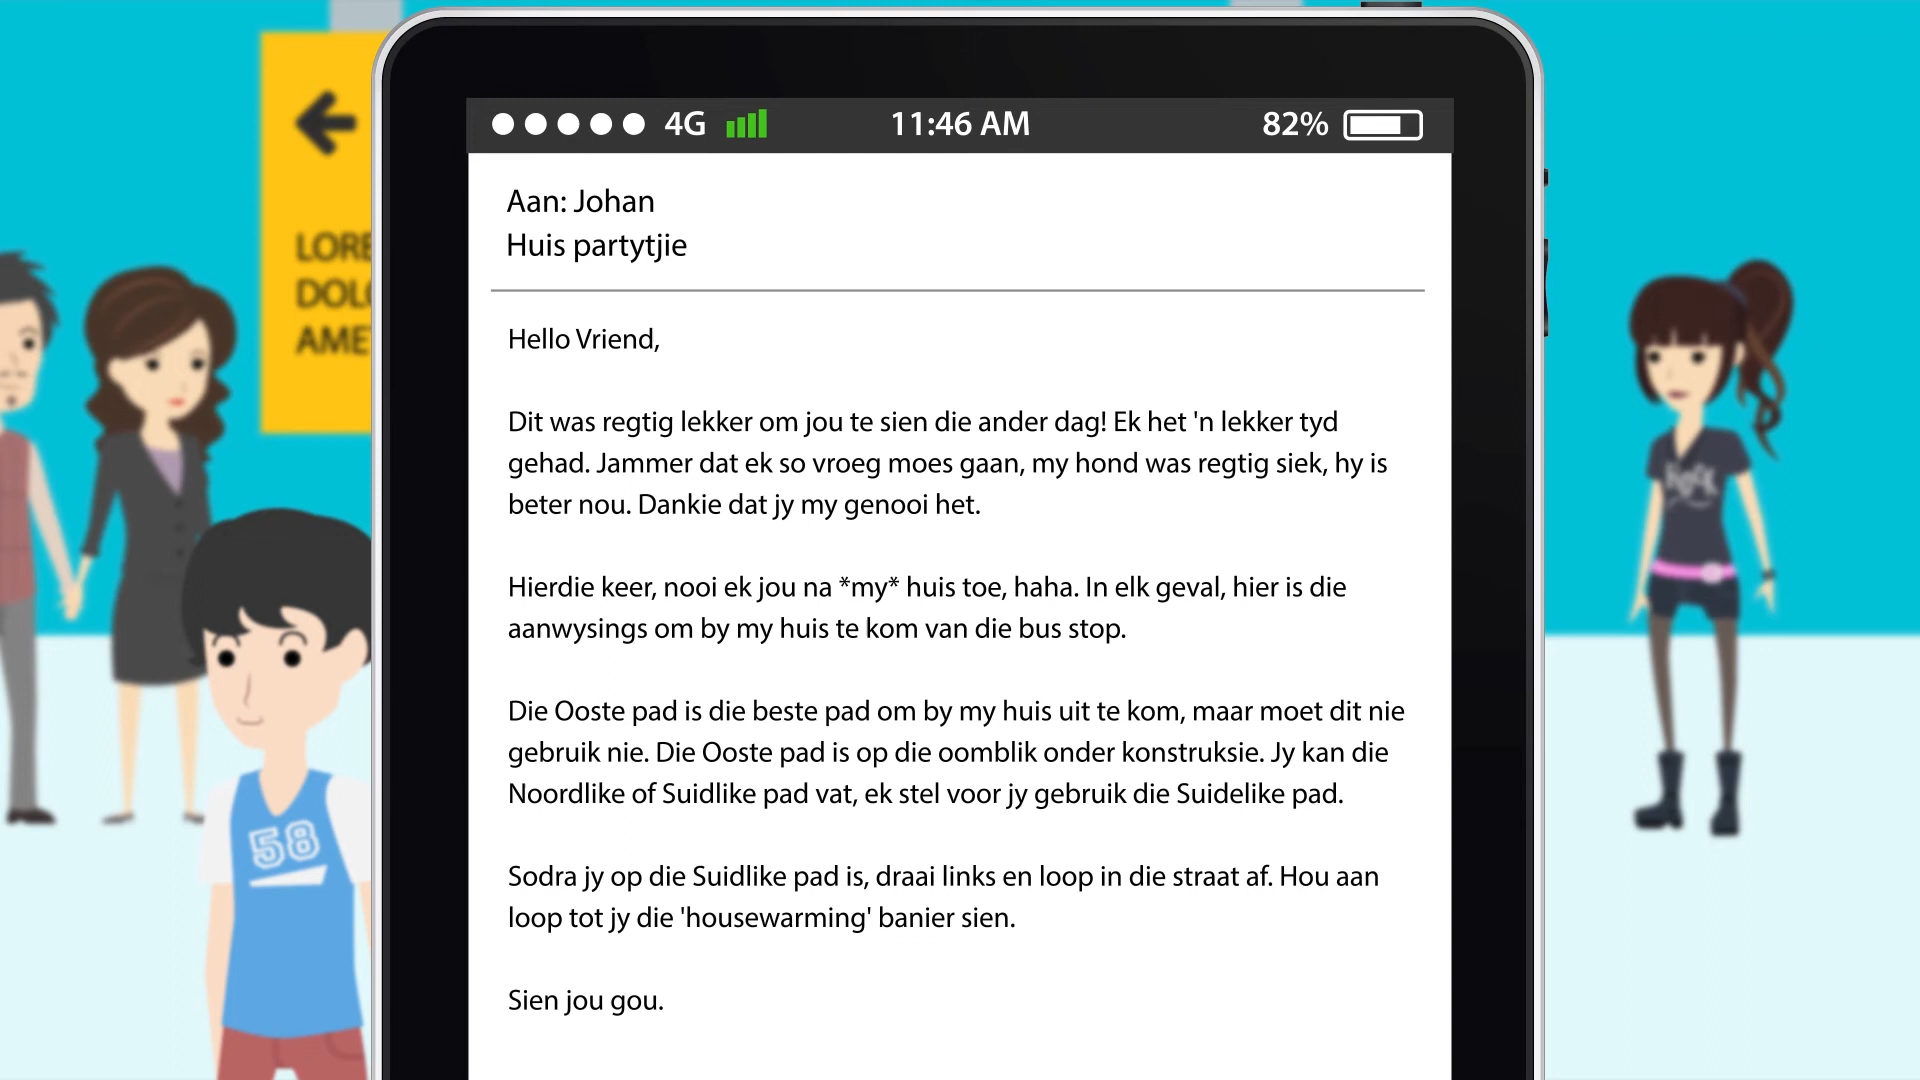 LORE
DOLO
AMET
58
4G
11:46 AM
82%
Aan: Johan
Huis partytjie
Hello Vriend,
Dit was regtig lekker om jou te sien die ander dag! Ek het 'n lekker tyd
gehad. Jammer dat ek so vroeg moes gaan, my hond was regtig siek, hy is
beter nou. Dankie dat jy my genooi het.
Hierdie keer, nooi ek jou na *my* huis toe, haha. In elk geval, hier is die
aanwysings om by my huis te kom van die bus stop.
Die Ooste pad is die beste pad om by my huis uit te kom, maar moet dit nie
gebruik nie. Die Ooste pad is op die oomblik onder konstruksie. Jy kan die
Noordlike of Suidlike pad vat, ek stel voor jy gebruik die Suidelike pad.
Sodra jy op die Suidlike pad is, draai links en loop in die straat af. Hou aan
loop tot jy die 'housewarming' banier sien.
Sien jou gou.